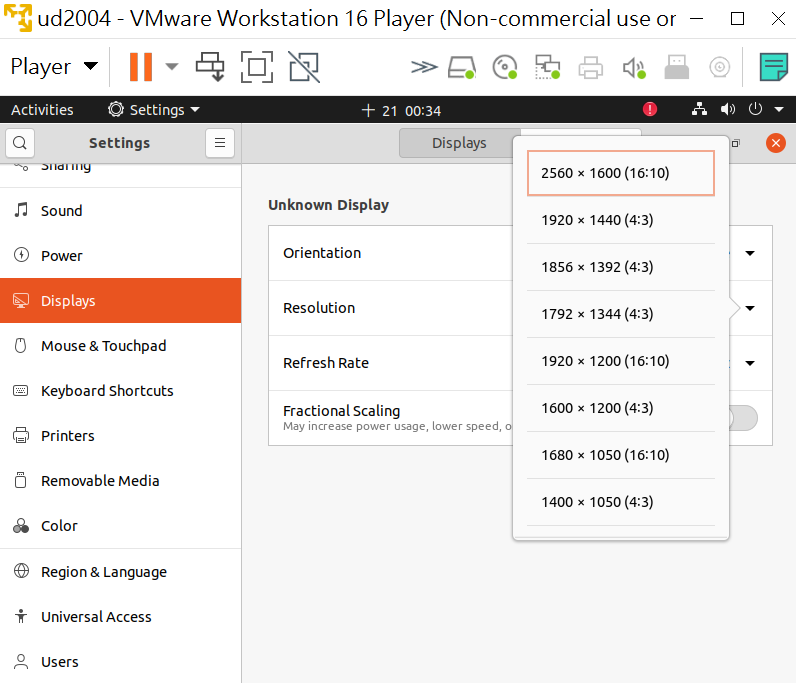 ud2004 - VMware Workstation 16 Player (Non-commercial use or
Player
Activities
Settings
十 21 00:34
Settings
Displays
Sharing
Sound
Power
Displays
Mouse & Touchpad
Keyboard Shortcuts
Printers
Removable Media
Color
Region & Language
Universal Access
Users
Unknown Display
Orientation
Resolution
Refresh Rate
Fractional Scaling
May increase power usage, lower speed, o
2560 × 1600 (16:10)
1920 × 1440 (4:3)
1856 × 1392 (4:3)
1792 × 1344 (4:3)
1920 × 1200 (16:10)
1600 × 1200 (4:3)
1680 × 1050 (16:10)
1400 × 1050 (4:3)